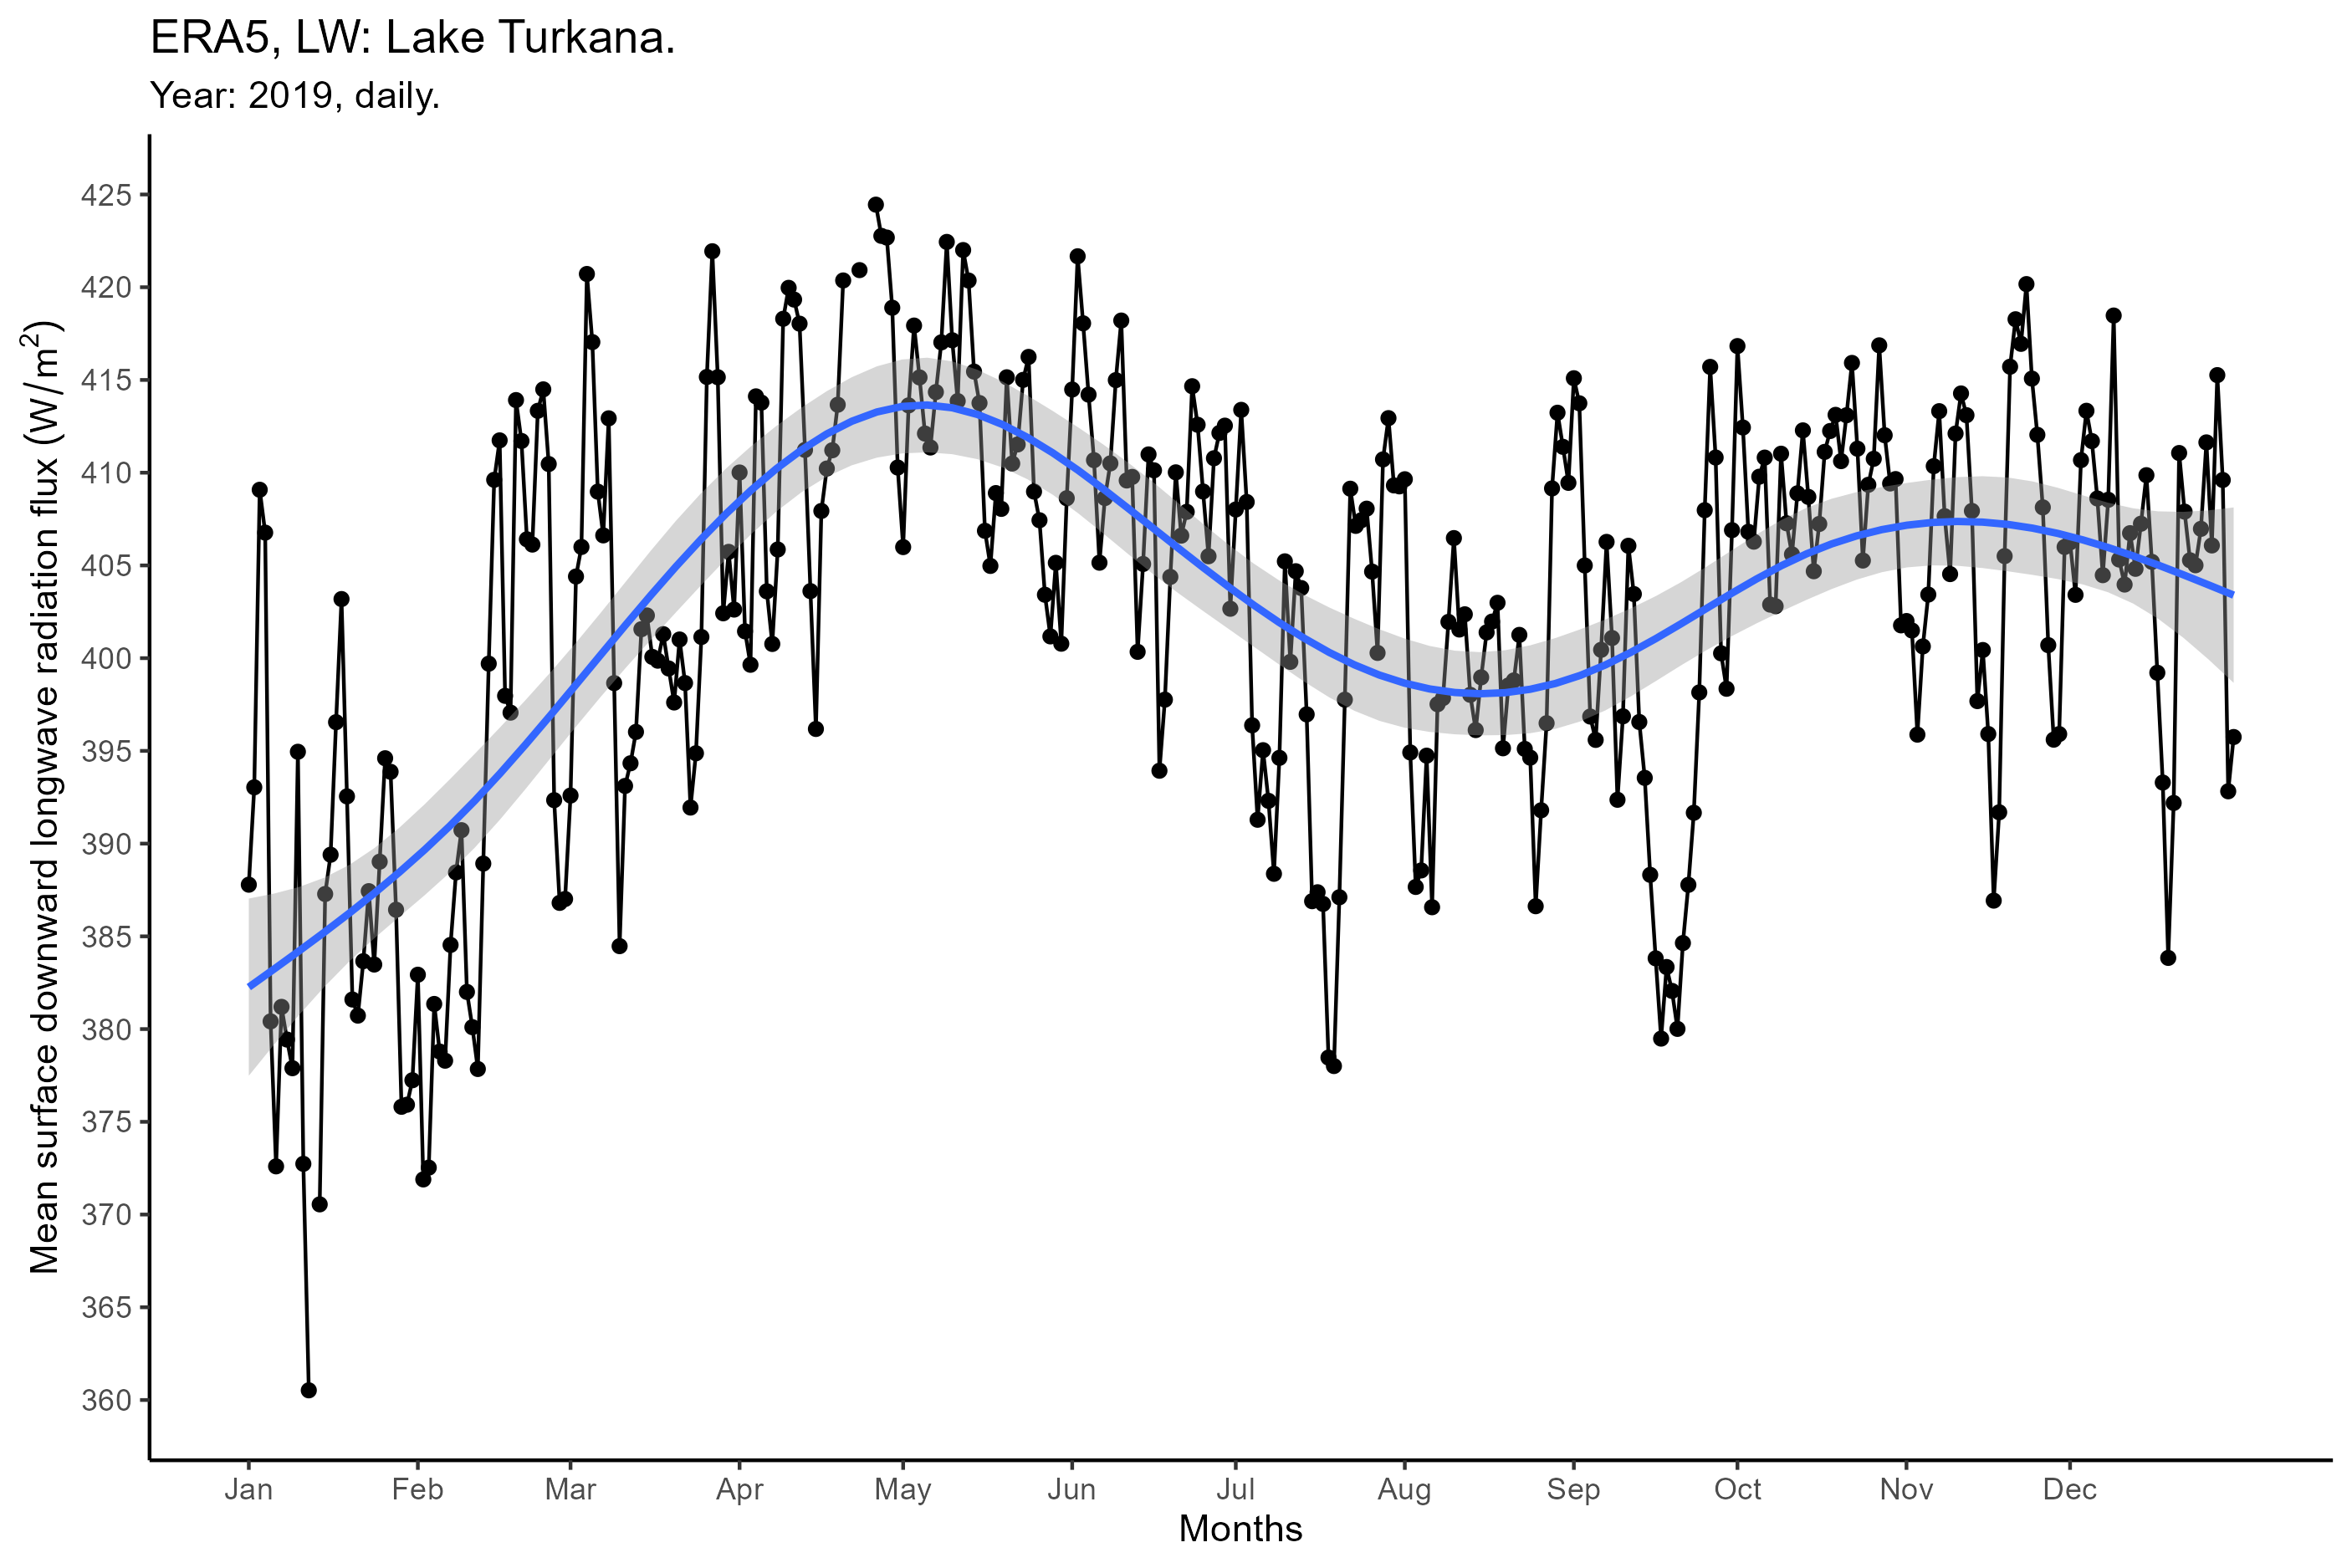 ERA5, LW: Lake Turkana.
Year: 2019, daily.
Mean surface downward longwave radiation flux (W/m²)
425
420
415
410
405
400
395
390
385
380
375
370
365
360
Jan Feb Mar Apr May Jun Jul Aug Sep Oct Nov Dec
Months